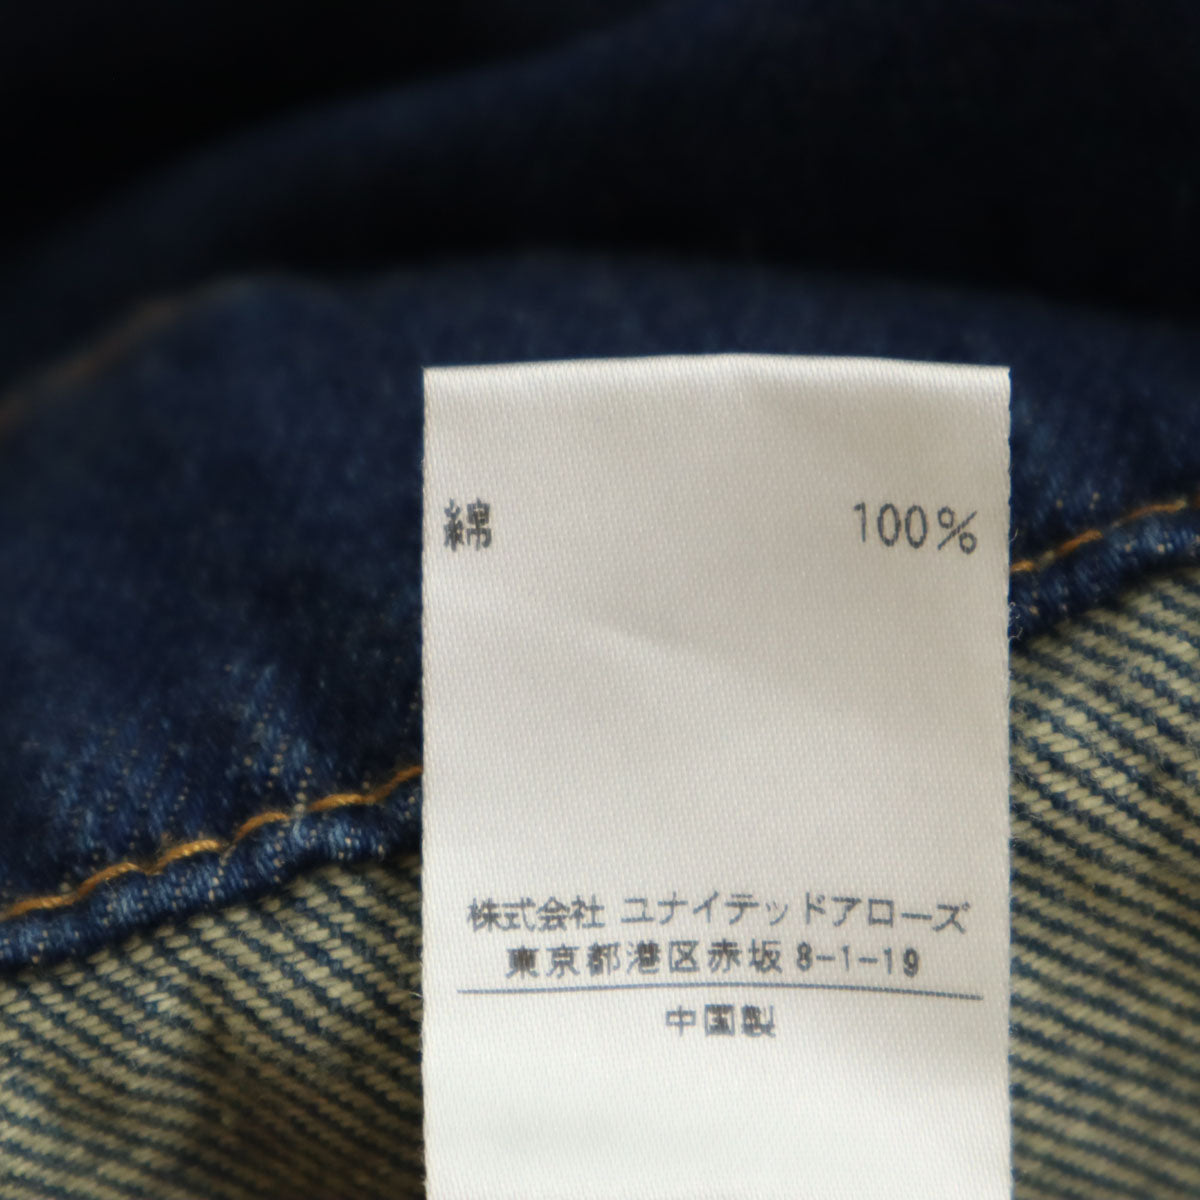 綿 100%
株式会社 ユナイテッドアローズ
東京都港区赤坂 8-1-19
中国製